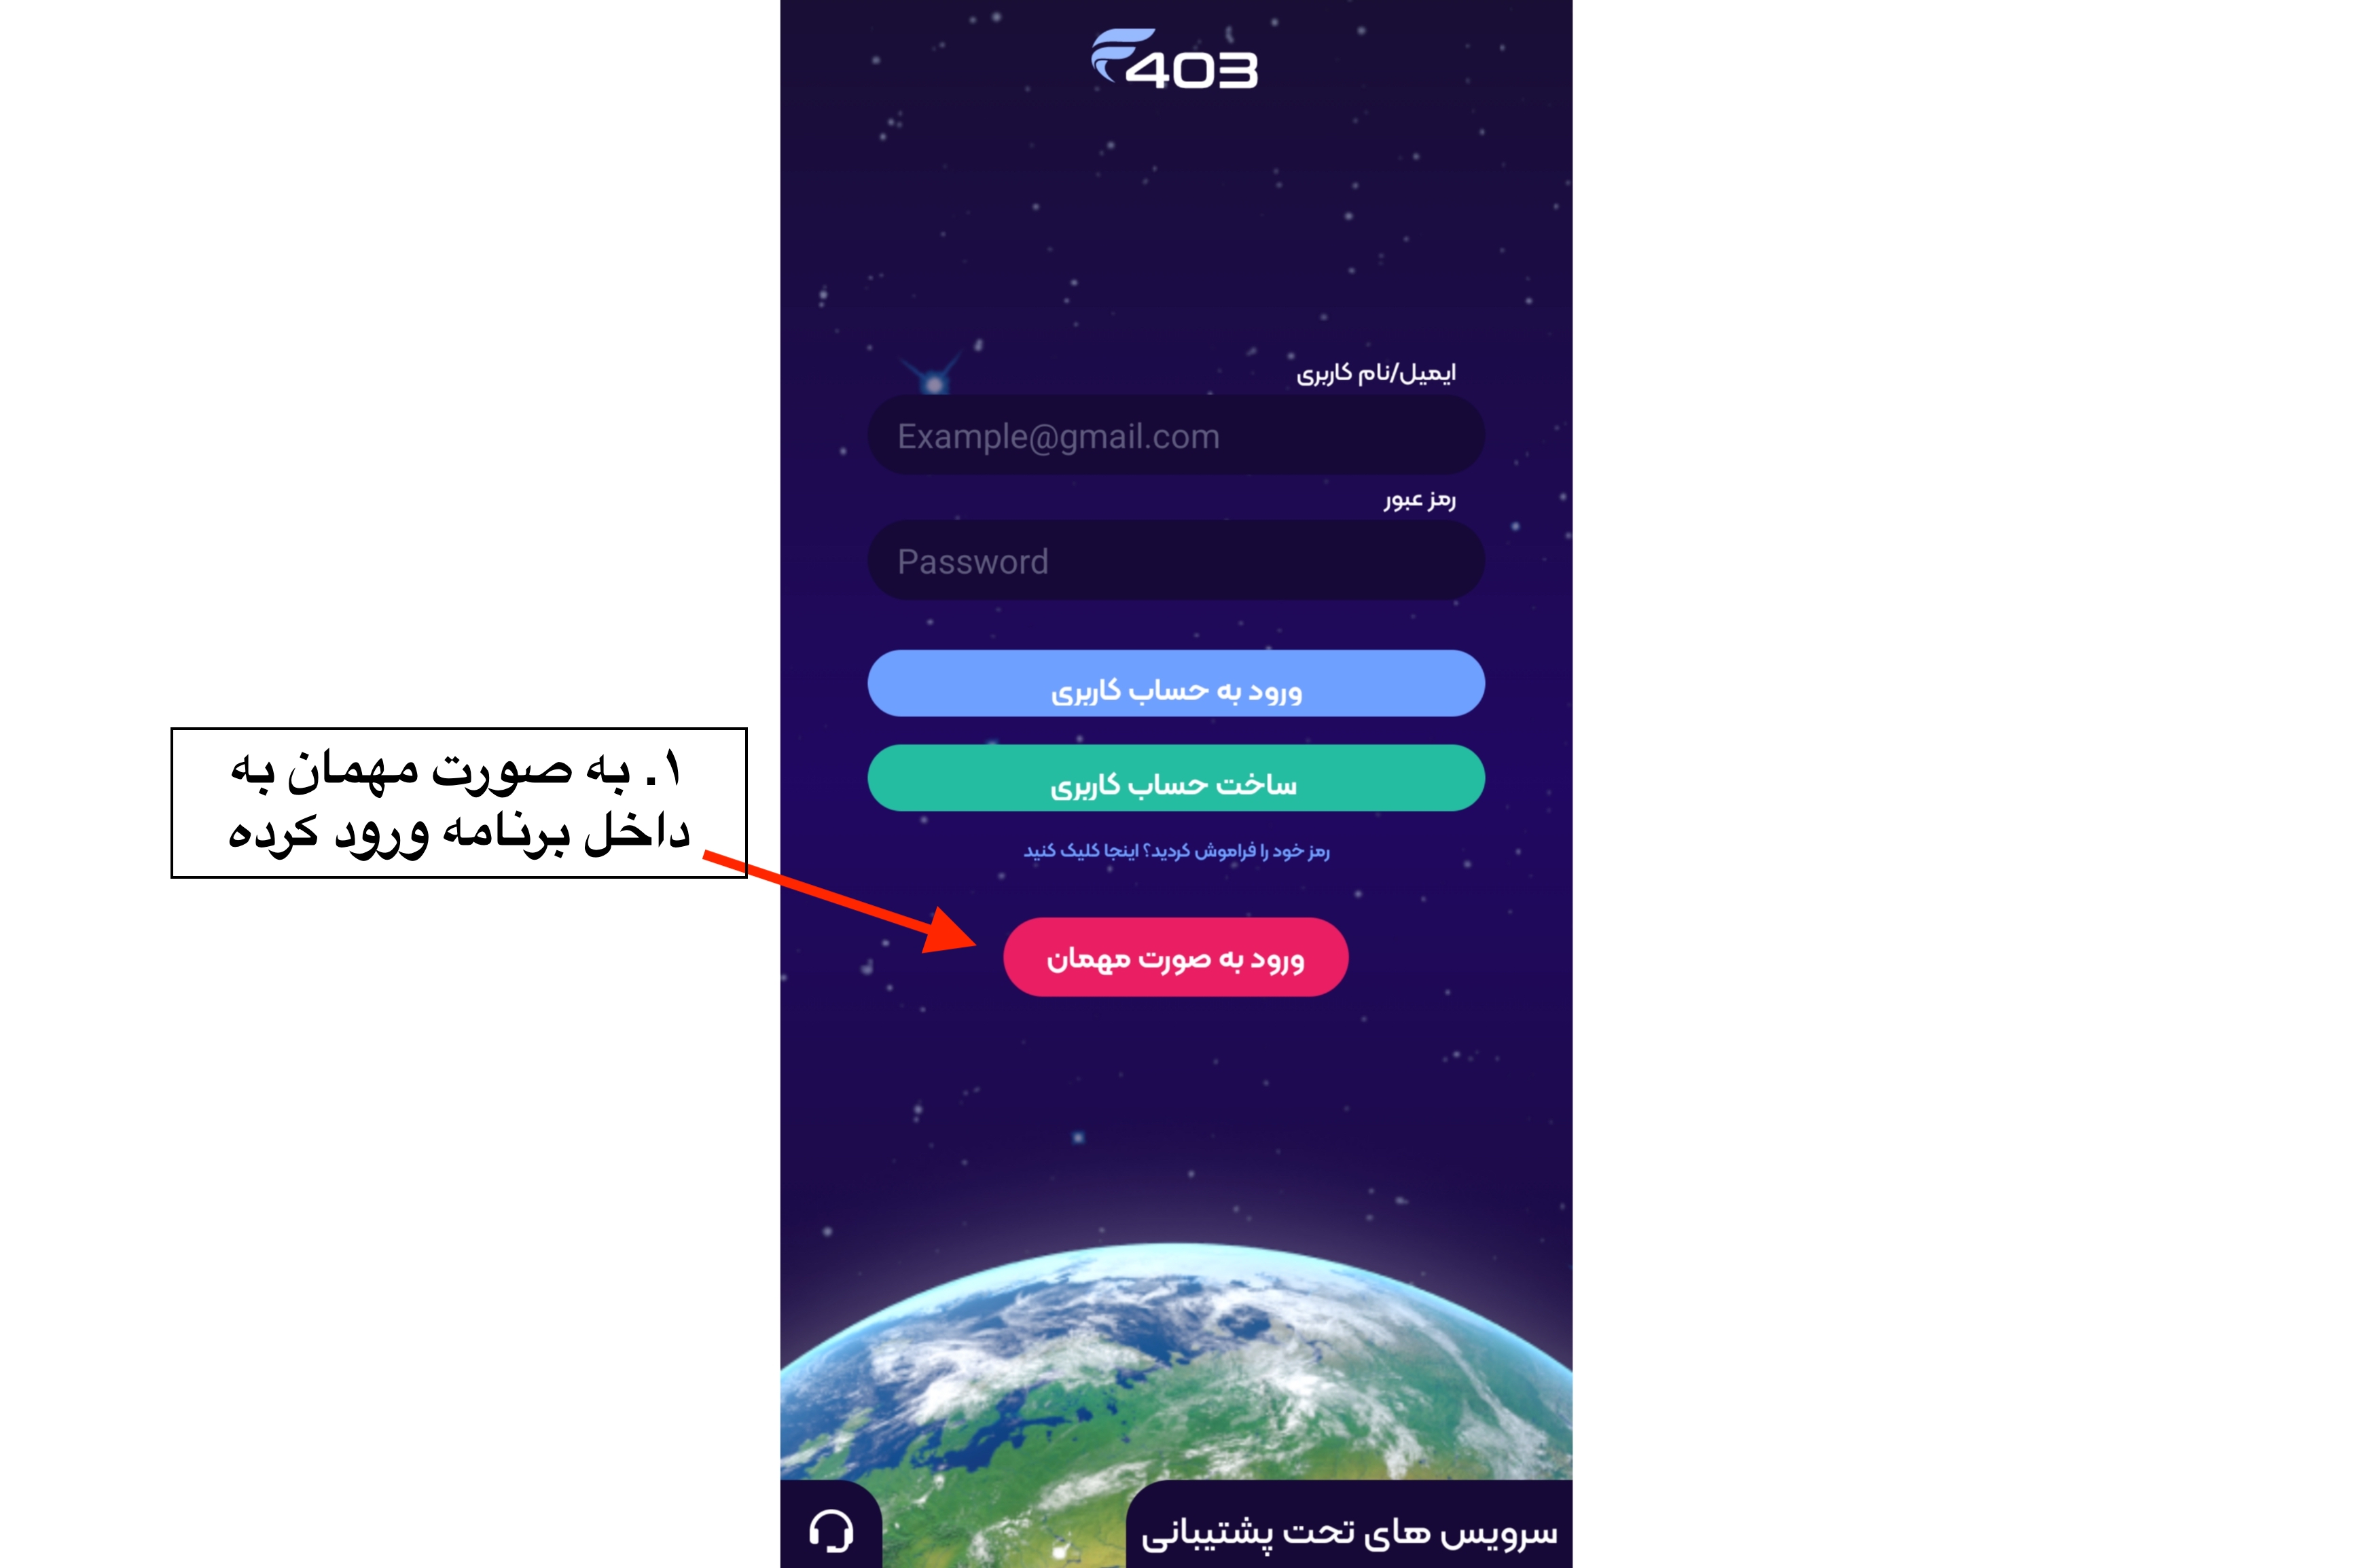 403
ایمیل/نام کاربری
Example@gmail.com
رمز عبور
Password
ورود به حساب کاربری
ساخت حساب کاربری
۱. به صورت مهمان به
داخل برنامه ورود کرده
رمز خود را فراموش کردید؟ اینجا کلیک کنید
ورود به صورت مهمان
سرویس های تحت پشتیبانی